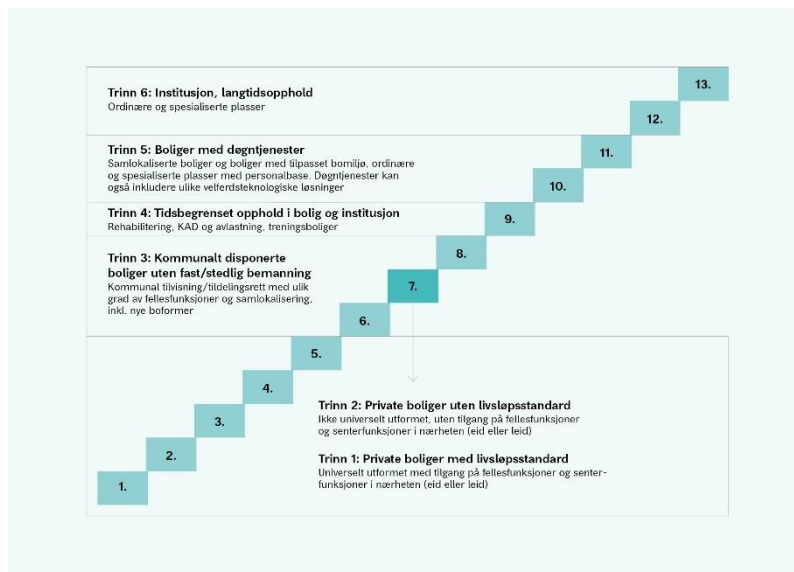 13.
Trinn 6: Institusjon, langtidsopphold
Ordinære og spesialiserte plasser
12.
Trinn 5: Boliger med døgntjenester
Samlokaliserte boliger og boliger med tilpasset bomiljø, ordinære
og spesialiserte plasser med personalbase. Døgntjenester kan
også inkludere ulike velferdsteknologiske løsninger
11.
10.
Trinn 4: Tidsbegrenset opphold i bolig og institusjon
Rehabilitering, KAD og avlastning, treningsboliger
9.
Trinn 3: Kommunalt disponerte
boliger uten fast/stedlig bemanning
Kommunal tilvisning/tildelingsrett med ulik
grad av fellesfunksjoner og samlokalisering,
inkl. nye boformer
8.
7.
6.
5.
4.
3.
2.
1.
Trinn 2: Private boliger uten livsløpsstandard
Ikke universelt utformet, uten tilgang på fellesfunksjoner
og senterfunksjoner i nærheten (eid eller leid)
Trinn 1: Private boliger med livsløpsstandard
Universelt utformet med tilgang på fellesfunksjoner og senter-
funksjoner i nærheten (eid eller leid)